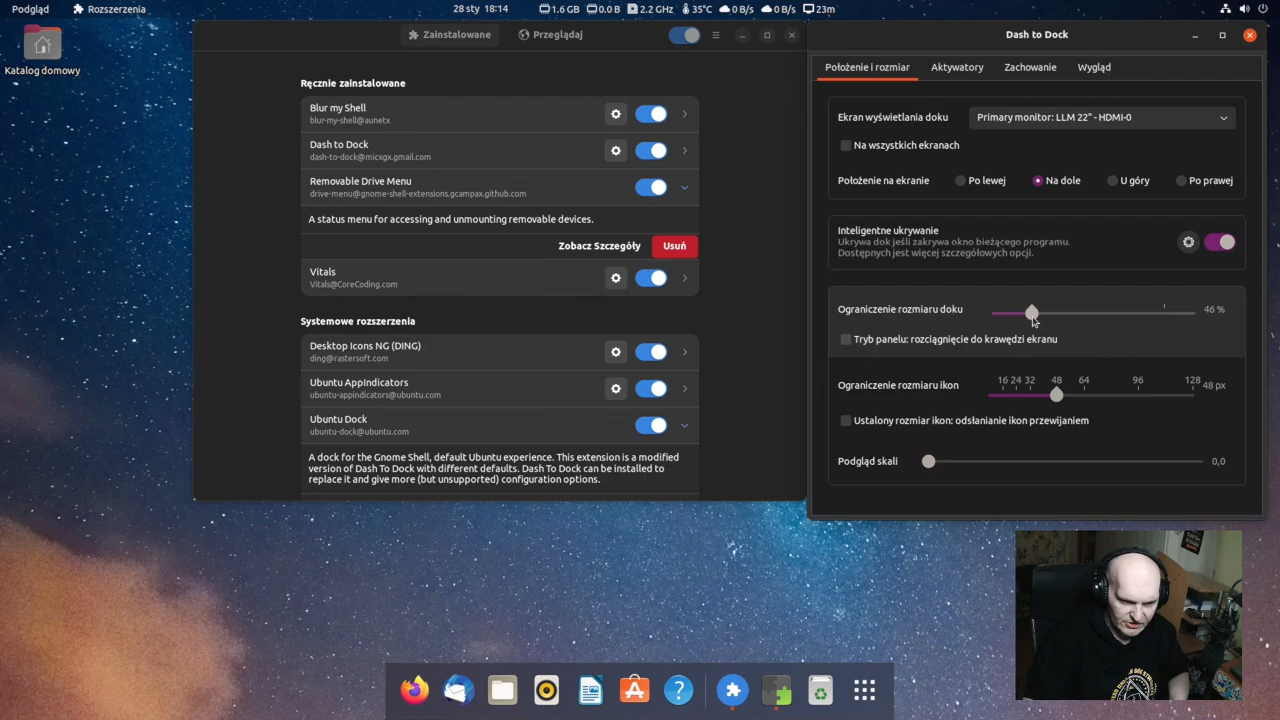 Podgląd
Rozszerzenia
28 sty 18:14
1.6 GB
0.0 B
2.2 GHz
35°C
0 B/s
0 B/s
23m
Katalog domowy
Zainstalowane
Przeglądaj
Ręcznie zainstalowane
Blur my Shell
blur-my-shell@aunetx
Dash to Dock
dash-to-dock@micxgx.gmail.com
Removable Drive Menu
drive-menu@gnome-shell-extensions.gcampax.github.com
A status menu for accessing and unmounting removable devices.
Zobacz Szczegóły
Usuń
Vitals
Vitals@CoreCoding.com
Systemowe rozszerzenia
Desktop Icons NG (DING)
ding@rastersoft.com
Ubuntu AppIndicators
ubuntu-appindicators@ubuntu.com
Ubuntu Dock
ubuntu-dock@ubuntu.com
A dock for the Gnome Shell, default Ubuntu experience. This extension is a modified
version of Dash To Dock with different defaults. Dash To Dock can be installed to
replace it and give more (but unsupported) configuration options.
Dash to Dock
Położenie i rozmiar
Aktywatory
Zachowanie
Wygląd
Ekran wyświetlania doku
Primary monitor: LLM 22" - HDMI-0
Na wszystkich ekranach
Położenie na ekranie
Po lewej
Na dole
U góry
Po prawej
Inteligentne ukrywanie
Ukrywa dok jeśli zakrywa okno bieżącego programu.
Dostępnych jest więcej szczegółowych opcji.
Ograniczenie rozmiaru doku
46 %
Tryb panelu: rozciągnięcie do krawędzi ekranu
Ograniczenie rozmiaru ikon
16 24 32 48 64 96 128
48 px
Ustalony rozmiar ikon: odsłanianie ikon przewijaniem
Podgląd skali
0,0